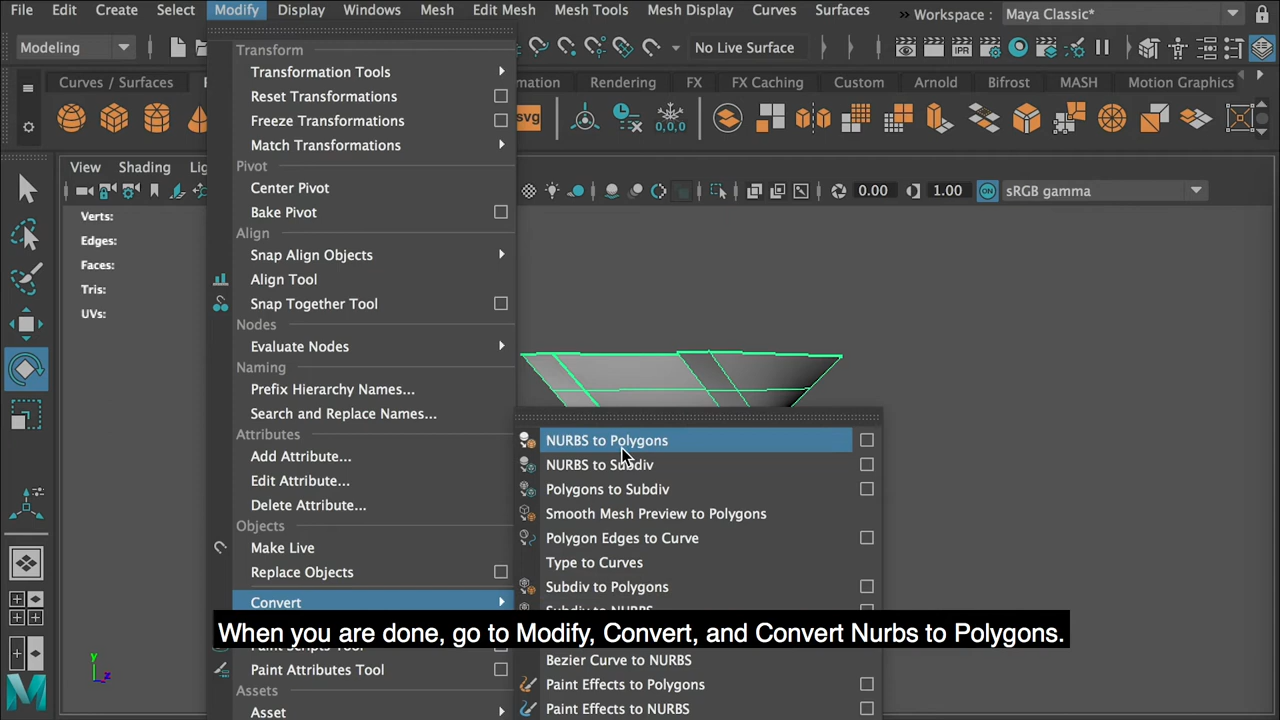 File Edit Create Select Modify Display Windows Mesh Edit Mesh Mesh Tools Mesh Display Curves Surfaces » Workspace : Maya Classic*
Modeling No Live Surface
Curves / Surfaces Rendering FX FX Caching Custom Arnold Bifrost MASH Motion Graphics
svg 0,0,0
View Shading 0.00 1.00 ON sRGB gamma
Verts:
Edges:
Faces:
Tris:
UVs:
Transform
Transformation Tools
Reset Transformations
Freeze Transformations
Match Transformations
Pivot
Center Pivot
Bake Pivot
Align
Snap Align Objects
Align Tool
Snap Together Tool
Nodes
Evaluate Nodes
Naming
Prefix Hierarchy Names...
Search and Replace Names...
Attributes
Add Attribute...
Edit Attribute...
Delete Attribute...
Objects
Make Live
Replace Objects
Convert
Paint Attributes Tool
Assets
Asset
NURBS to Polygons
NURBS to Subdiv
Polygons to Subdiv
Smooth Mesh Preview to Polygons
Polygon Edges to Curve
Type to Curves
Subdiv to Polygons
Bezier Curve to NURBS
Paint Effects to Polygons
Paint Effects to NURBS
When you are done, go to Modify, Convert, and Convert Nurbs to Polygons.
y
z
M